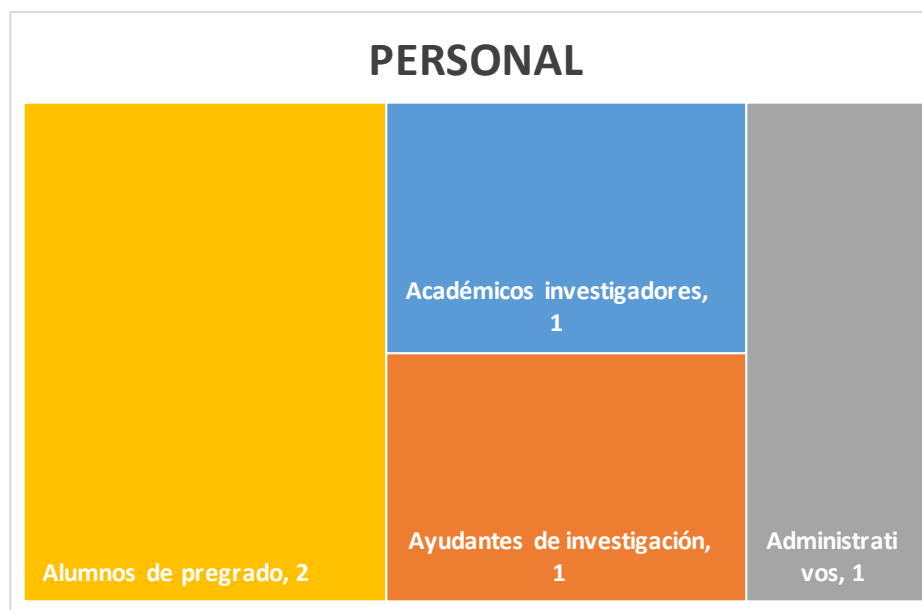 PERSONAL
Académicos investigadores,
1
Alumnos de pregrado, 2
Ayudantes de investigación,
1
Administrati
vos, 1